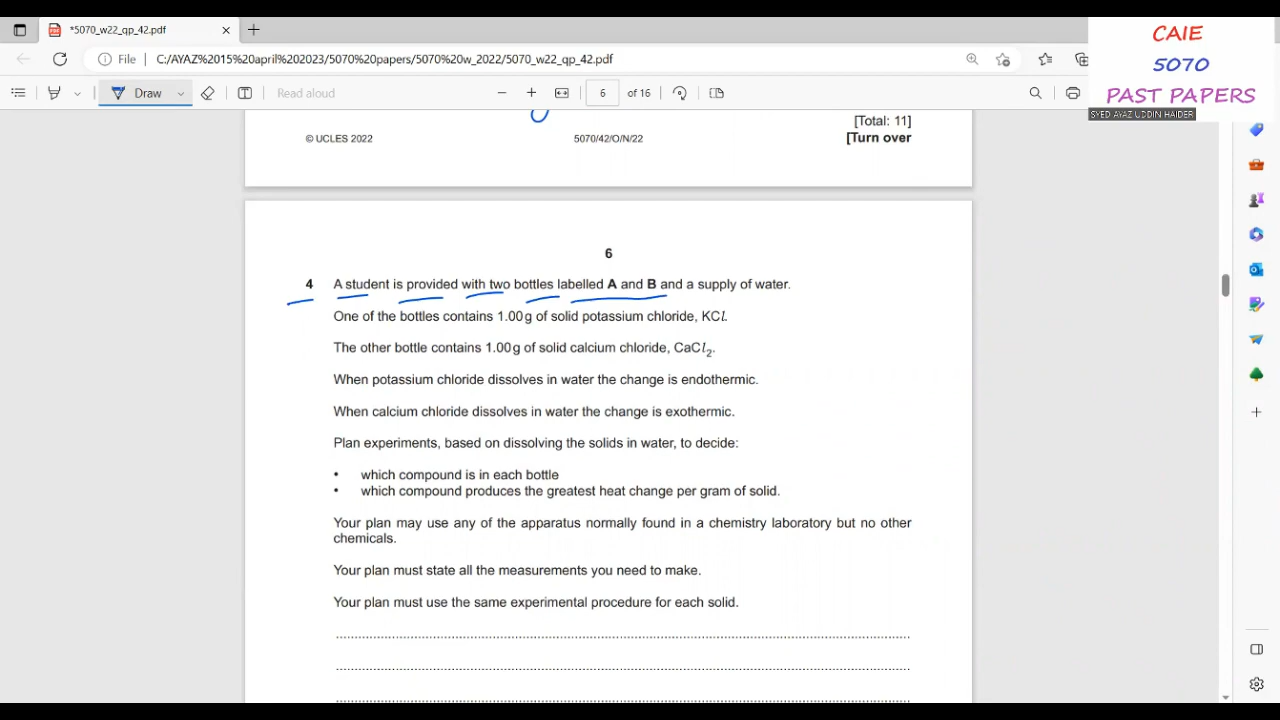 *5070_w22_qp_42.pdf
File C:/AYAZ%2015%20april%202023/5070%20papers/5070%20w_2022/5070_w22_qp_42.pdf
CAIE
5070
PAST PAPERS
SYED AYAZ UDDIN HAIDER
Draw Read aloud 6 of 16
[Total: 11]
© UCLES 2022 5070/42/O/N/22 [Turn over
6
4 A student is provided with two bottles labelled A and B and a supply of water.
One of the bottles contains 1.00 g of solid potassium chloride, KCl.
The other bottle contains 1.00 g of solid calcium chloride, CaCl2.
When potassium chloride dissolves in water the change is endothermic.
When calcium chloride dissolves in water the change is exothermic.
Plan experiments, based on dissolving the solids in water, to decide:
• which compound is in each bottle
• which compound produces the greatest heat change per gram of solid.
Your plan may use any of the apparatus normally found in a chemistry laboratory but no other
chemicals.
Your plan must state all the measurements you need to make.
Your plan must use the same experimental procedure for each solid.